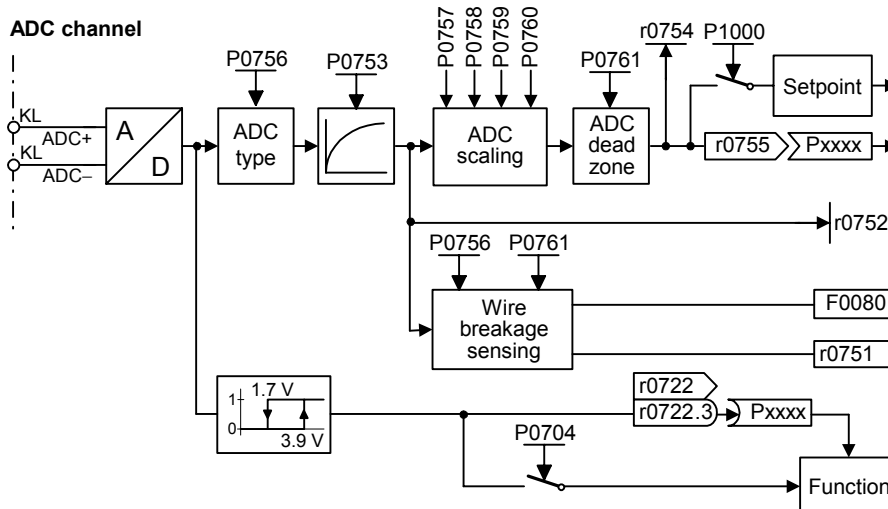 ADC channel
P0757
P0758
P0759
P0760
r0754
P1000
P0756
P0753
P0761
Setpoint
KL
ADC+
KL
ADC–
A
D
ADC
type
ADC
scaling
ADC
dead
zone
r0755
Pxxxx
r0752
P0756
P0761
Wire
breakage
sensing
F0080
r0751
1.7 V
1
0
3.9 V
r0722
r0722.3
Pxxxx
P0704
Function